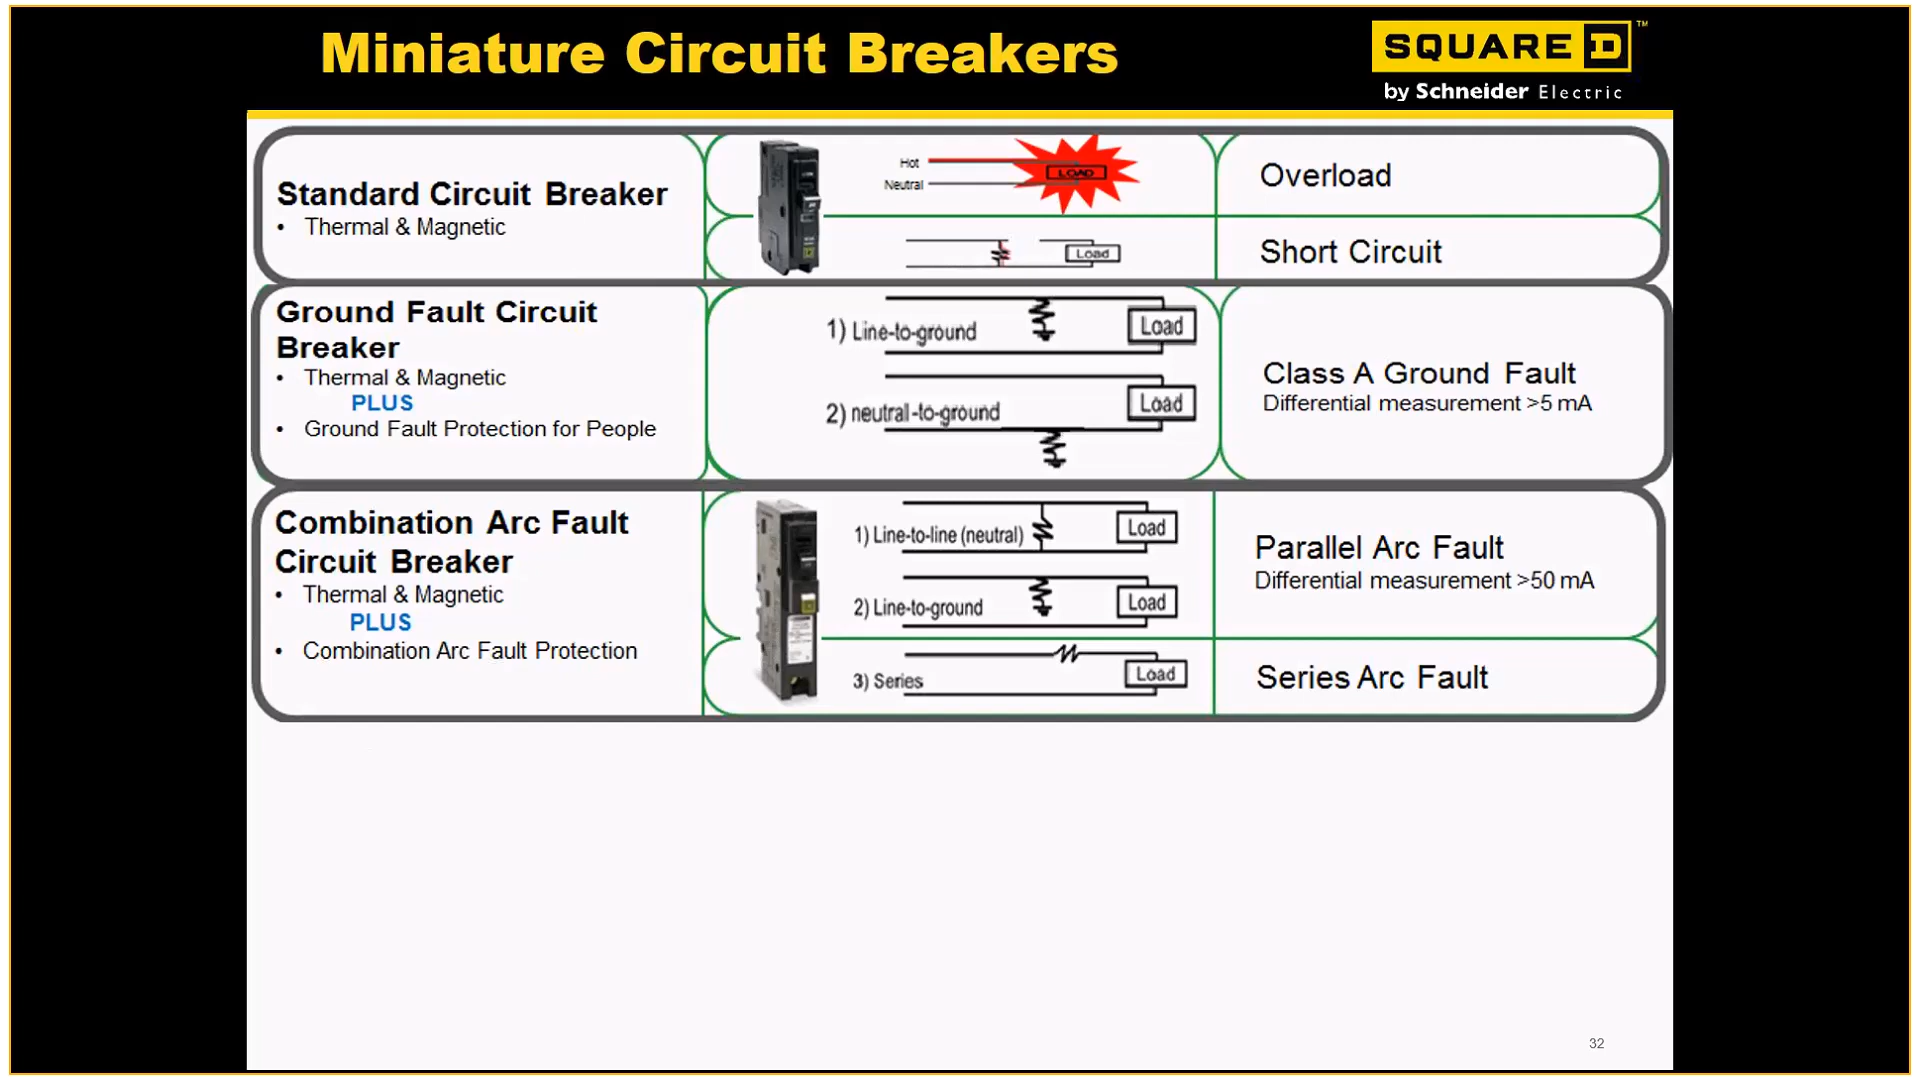 Miniature Circuit Breakers
SQUARE D™
by Schneider Electric
Standard Circuit Breaker
• Thermal & Magnetic
Hot
Neutral
LOAD
Overload
Load
Short Circuit
Ground Fault Circuit
Breaker
• Thermal & Magnetic
PLUS
• Ground Fault Protection for People
1) Line-to-ground
Load
2) neutral-to-ground
Load
Class A Ground Fault
Differential measurement >5 mA
Combination Arc Fault
Circuit Breaker
• Thermal & Magnetic
PLUS
• Combination Arc Fault Protection
1) Line-to-line (neutral)
Load
2) Line-to-ground
Load
Parallel Arc Fault
Differential measurement >50 mA
3) Series
Load
Series Arc Fault
32